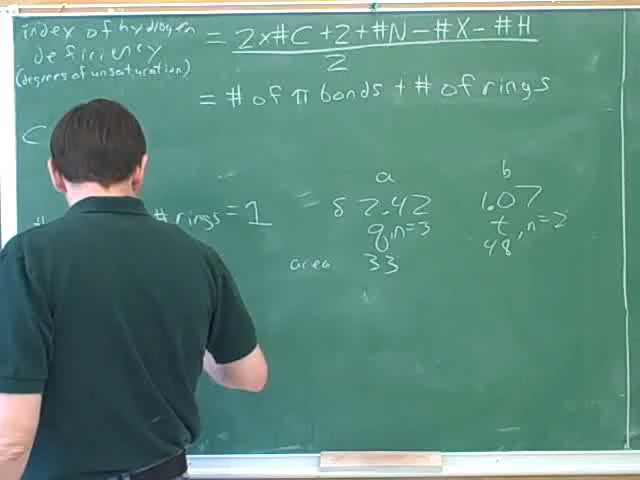 index of hydrogen deficiency (degrees of unsaturation) = 2x#C+2+#N-#X-#H / 2
= # of π bonds + # of rings
C
# rings = 1
a b
δ 2.42 1.07
q, n=3 t, n=2
area 33 48